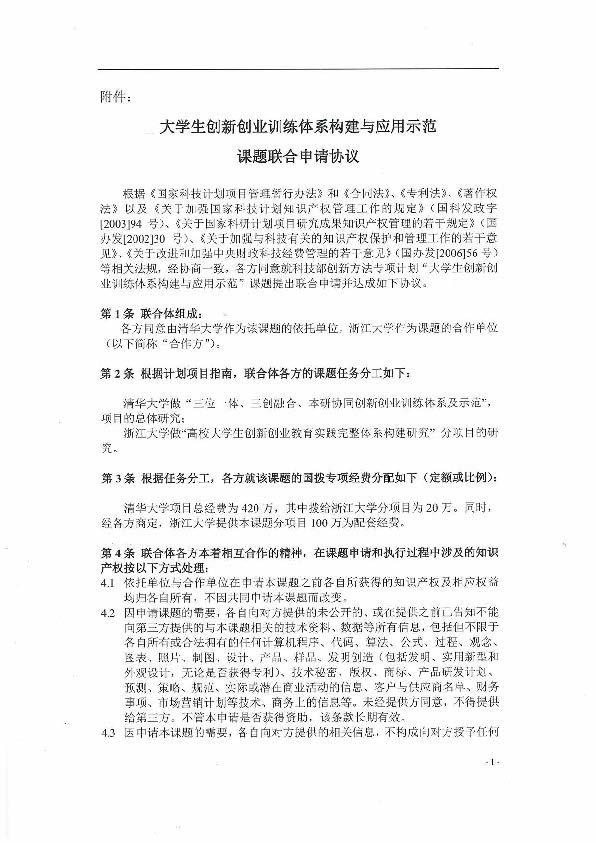 附件：
大学生创新创业训练体系构建与应用示范
课题联合申请协议
根据《国家科技计划项目管理暂行办法》和《合同法》、《专利法》、《著作权
法》以及《关于加强国家科技计划知识产权管理工作的规定》（国科发政字
[2003]94 号）、《关于国家科研计划项目研究成果知识产权管理的若干规定》（国
办发[2002]30 号）、《关于加强与科技有关的知识产权保护和管理工作的若干意
见》、《关于改进和加强中央财政科技经费管理的若干意见》（国办发[2006]56 号）
等相关法规，经协商一致，各方同意就科技部创新方法专项计划“大学生创新创
业训练体系构建与应用示范”课题提出联合申请并达成如下协议。
第 1 条 联合体组成：
各方同意由清华大学作为该课题的依托单位，浙江大学作为课题的合作单位
（以下简称“合作方”）。
第 2 条 根据计划项目指南，联合体各方的课题任务分工如下：
清华大学做“三位一体、三创融合、本研协同创新创业训练体系及示范”，
项目的总体研究；
浙江大学做“高校大学生创新创业教育实践完整体系构建研究”分项目的研
究。
第 3 条 根据任务分工，各方就该课题的国拨专项经费分配如下（定额或比例）：
清华大学项目总经费为 420 万，其中拨给浙江大学分项目为 20 万。同时，
经各方商定，浙江大学提供本课题分项目 100 万为配套经费。
第 4 条 联合体各方本着相互合作的精神，在课题申请和执行过程中涉及的知识
产权按以下方式处理：
4.1 依托单位与合作单位在申请本课题之前各自所获得的知识产权及相应权益
均归各自所有，不因共同申请本课题而改变。
4.2 因申请课题的需要，各自向对方提供的未公开的、或在提供之前已告知不能
向第三方提供的与本课题相关的技术资料、数据等所有信息，包括但不限于
各自所有或合法拥有的任何计算机程序、代码、算法、公式、过程、观念、
图表、照片、制图、设计、产品、样品、发明创造（包括发明、实用新型和
外观设计，无论是否获得专利）、技术秘密、版权、商标、产品研发计划、
预测、策略、规范、实际或潜在商业活动的信息、客户与供应商名单、财务
事项、市场营销计划等技术、商务上的信息等。未经提供方同意，不得提供
给第三方。不管本申请是否获得资助，该条款长期有效。
4.3 因申请本课题的需要，各自向对方提供的相关信息，不构成向对方授予任何
- 1 -